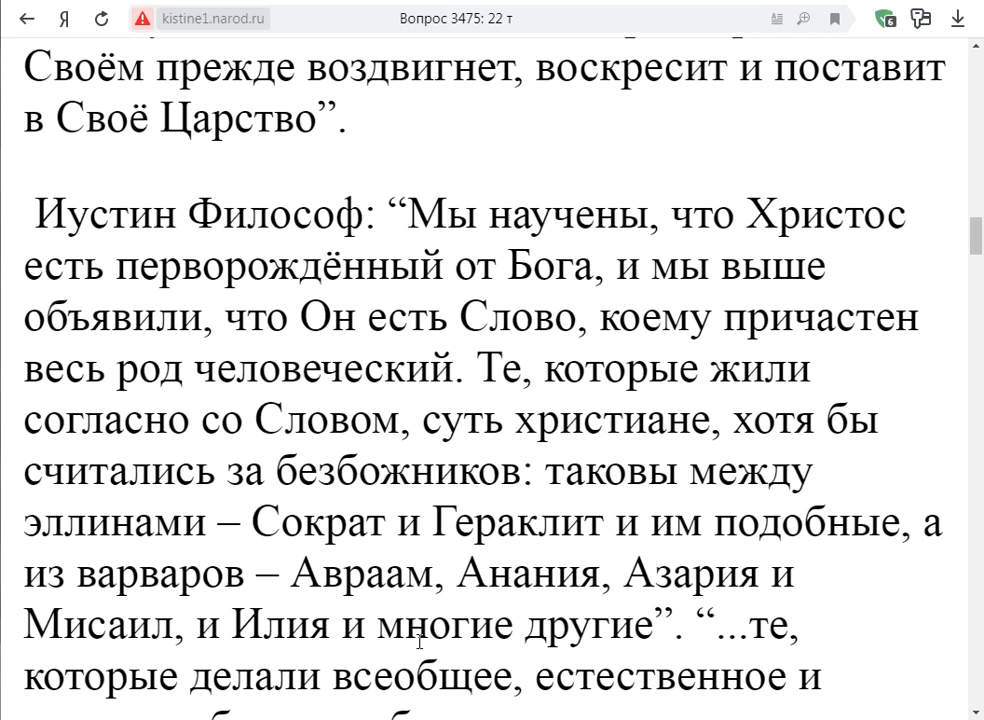 Я
kistine1.narod.ru
Вопрос 3475: 22 т
6
Своём прежде воздвигнет, воскресит и поставит
в Своё Царство”.
Иустин Философ: “Мы научены, что Христос
есть перворождённый от Бога, и мы выше
объявили, что Он есть Слово, коему причастен
весь род человеческий. Те, которые жили
согласно со Словом, суть христиане, хотя бы
считались за безбожников: таковы между
эллинами – Сократ и Гераклит и им подобные, а
из варваров – Авраам, Анания, Азария и
Мисаил, и Илия и многие другие”. “...те,
которые делали всеобщее, естественное и